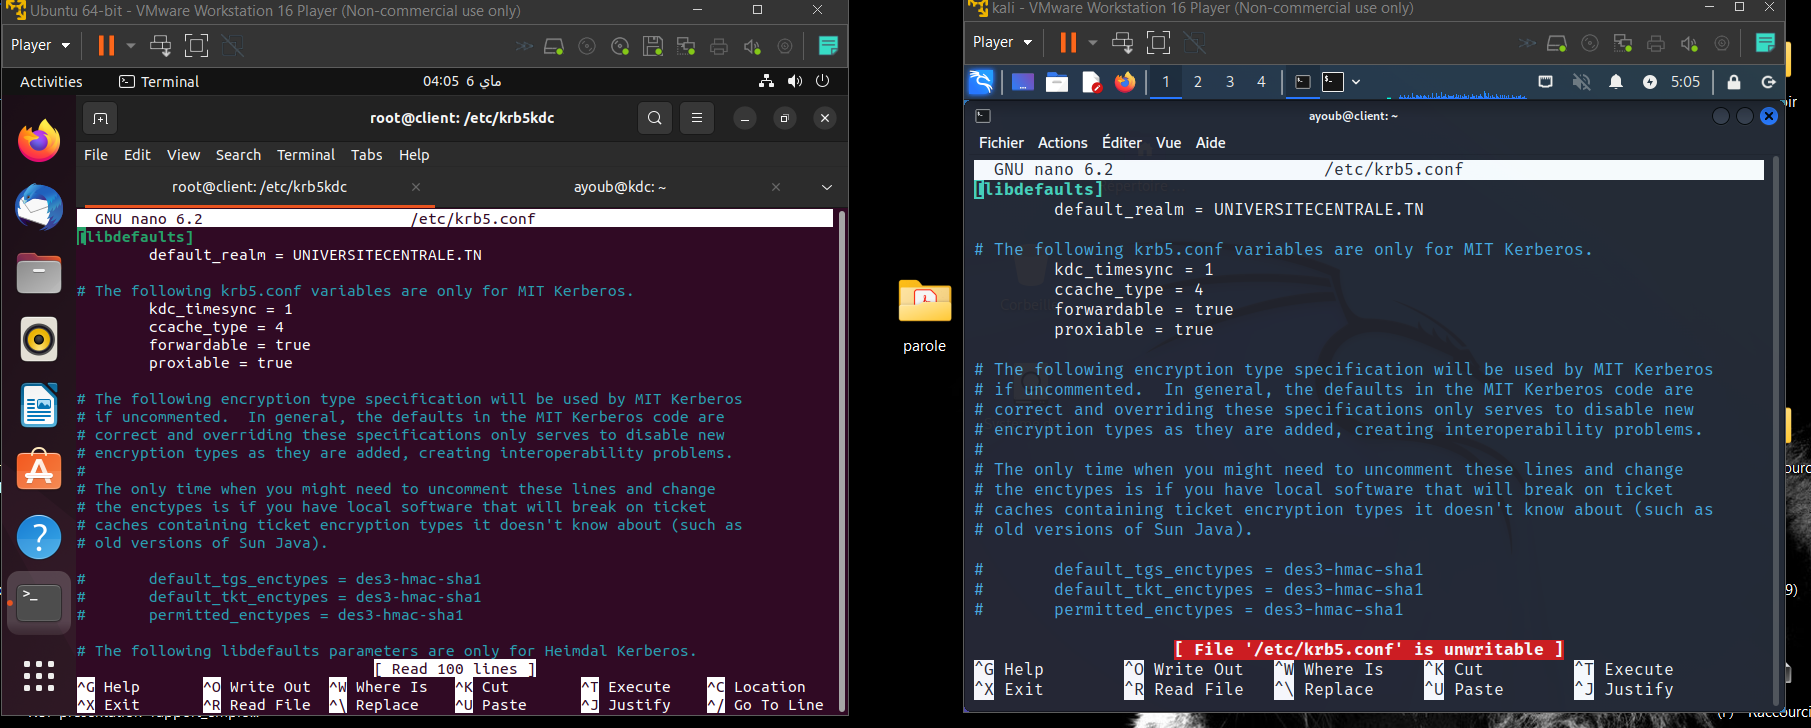 Ubuntu 64-bit - VMware Workstation 16 Player (Non-commercial use only)
Player
Activities
Terminal
04:05 6 ماي
root@client: /etc/krb5kdc
File Edit View Search Terminal Tabs Help
root@client: /etc/krb5kdc
ayoub@kdc: ~
GNU nano 6.2 /etc/krb5.conf
[libdefaults]
default_realm = UNIVERSITECENTRALE.TN
# The following krb5.conf variables are only for MIT Kerberos.
kdc_timesync = 1
ccache_type = 4
forwardable = true
proxiable = true
# The following encryption type specification will be used by MIT Kerberos
# if uncommented.  In general, the defaults in the MIT Kerberos code are
# correct and overriding these specifications only serves to disable new
# encryption types as they are added, creating interoperability problems.
#
# The only time when you might need to uncomment these lines and change
# the enctypes is if you have local software that will break on ticket
# caches containing ticket encryption types it doesn't know about (such as
# old versions of Sun Java).
# default_tgs_enctypes = des3-hmac-sha1
# default_tkt_enctypes = des3-hmac-sha1
# permitted_enctypes = des3-hmac-sha1
# The following libdefaults parameters are only for Heimdal Kerberos.
[ Read 100 lines ]
^G Help ^O Write Out ^W Where Is ^K Cut ^T Execute ^C Location
^X Exit ^R Read File ^\ Replace ^U Paste ^J Justify ^/ Go To Line
parole
kali - VMware Workstation 16 Player (Non-commercial use only)
Player
1 2 3 4
5:05
ayoub@client: ~
Fichier Actions Éditer Vue Aide
GNU nano 6.2 /etc/krb5.conf
[libdefaults]
default_realm = UNIVERSITECENTRALE.TN
# The following krb5.conf variables are only for MIT Kerberos.
kdc_timesync = 1
ccache_type = 4
forwardable = true
proxiable = true
# The following encryption type specification will be used by MIT Kerberos
# if uncommented.  In general, the defaults in the MIT Kerberos code are
# correct and overriding these specifications only serves to disable new
# encryption types as they are added, creating interoperability problems.
#
# The only time when you might need to uncomment these lines and change
# the enctypes is if you have local software that will break on ticket
# caches containing ticket encryption types it doesn't know about (such as
# old versions of Sun Java).
# default_tgs_enctypes = des3-hmac-sha1
# default_tkt_enctypes = des3-hmac-sha1
# permitted_enctypes = des3-hmac-sha1
[ File '/etc/krb5.conf' is unwritable ]
^G Help ^O Write Out ^W Where Is ^K Cut ^T Execute
^X Exit ^R Read File ^\ Replace ^U Paste ^J Justify